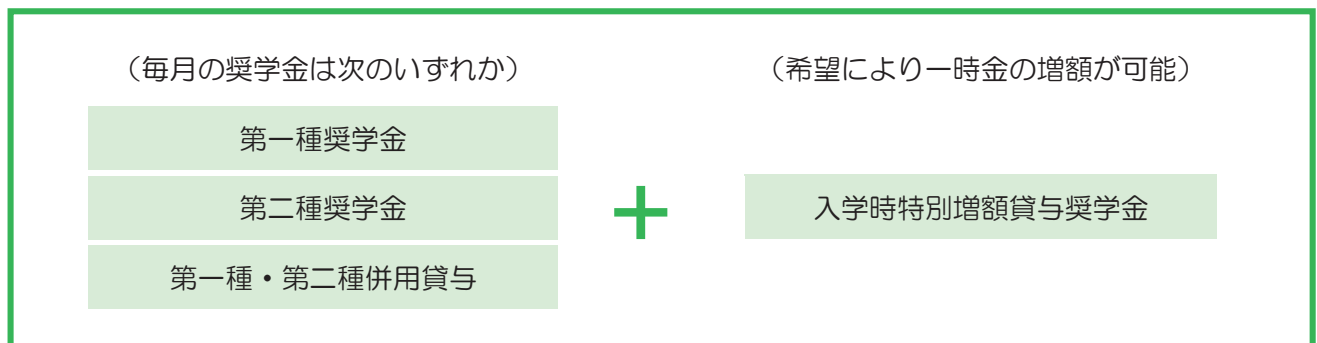 （毎月の奨学金は次のいずれか）
第一種奨学金
第二種奨学金
第一種・第二種併用貸与
+
（希望により一時金の増額が可能）
入学時特別増額貸与奨学金